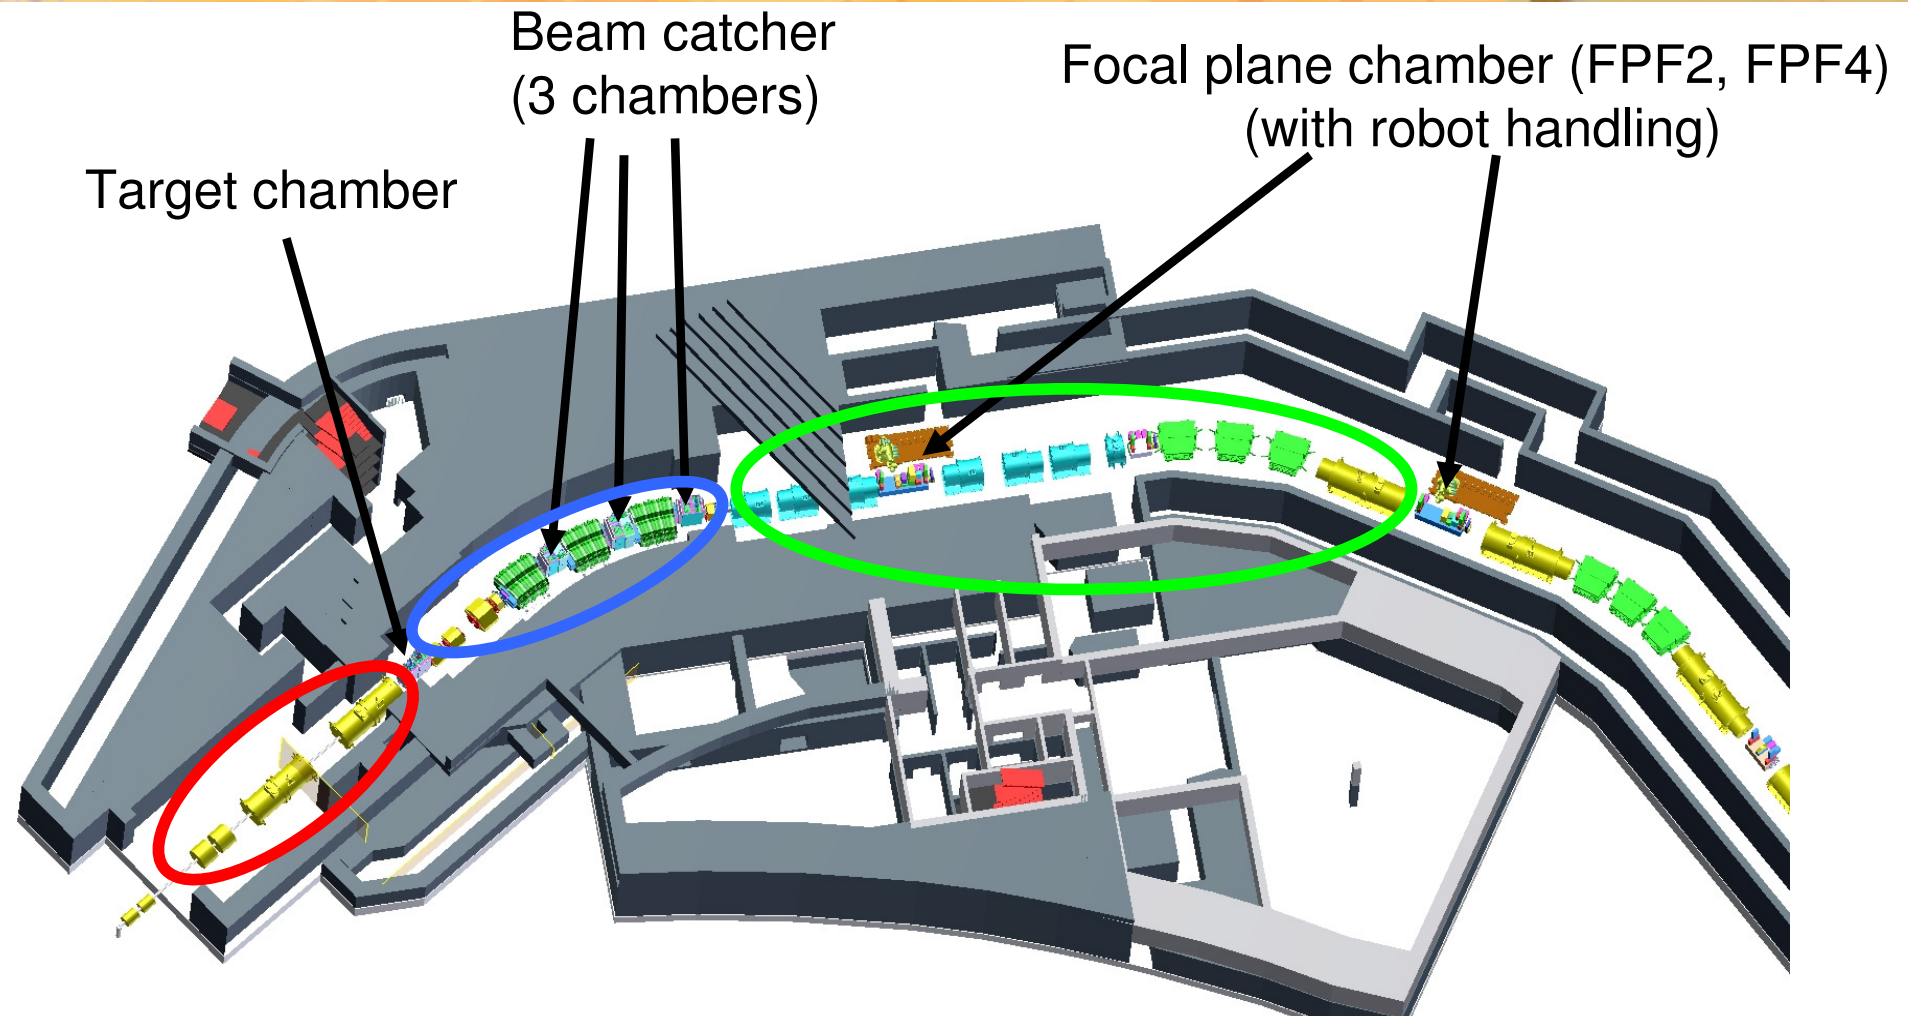 Beam catcher
(3 chambers)
Focal plane chamber (FPF2, FPF4)
(with robot handling)
Target chamber